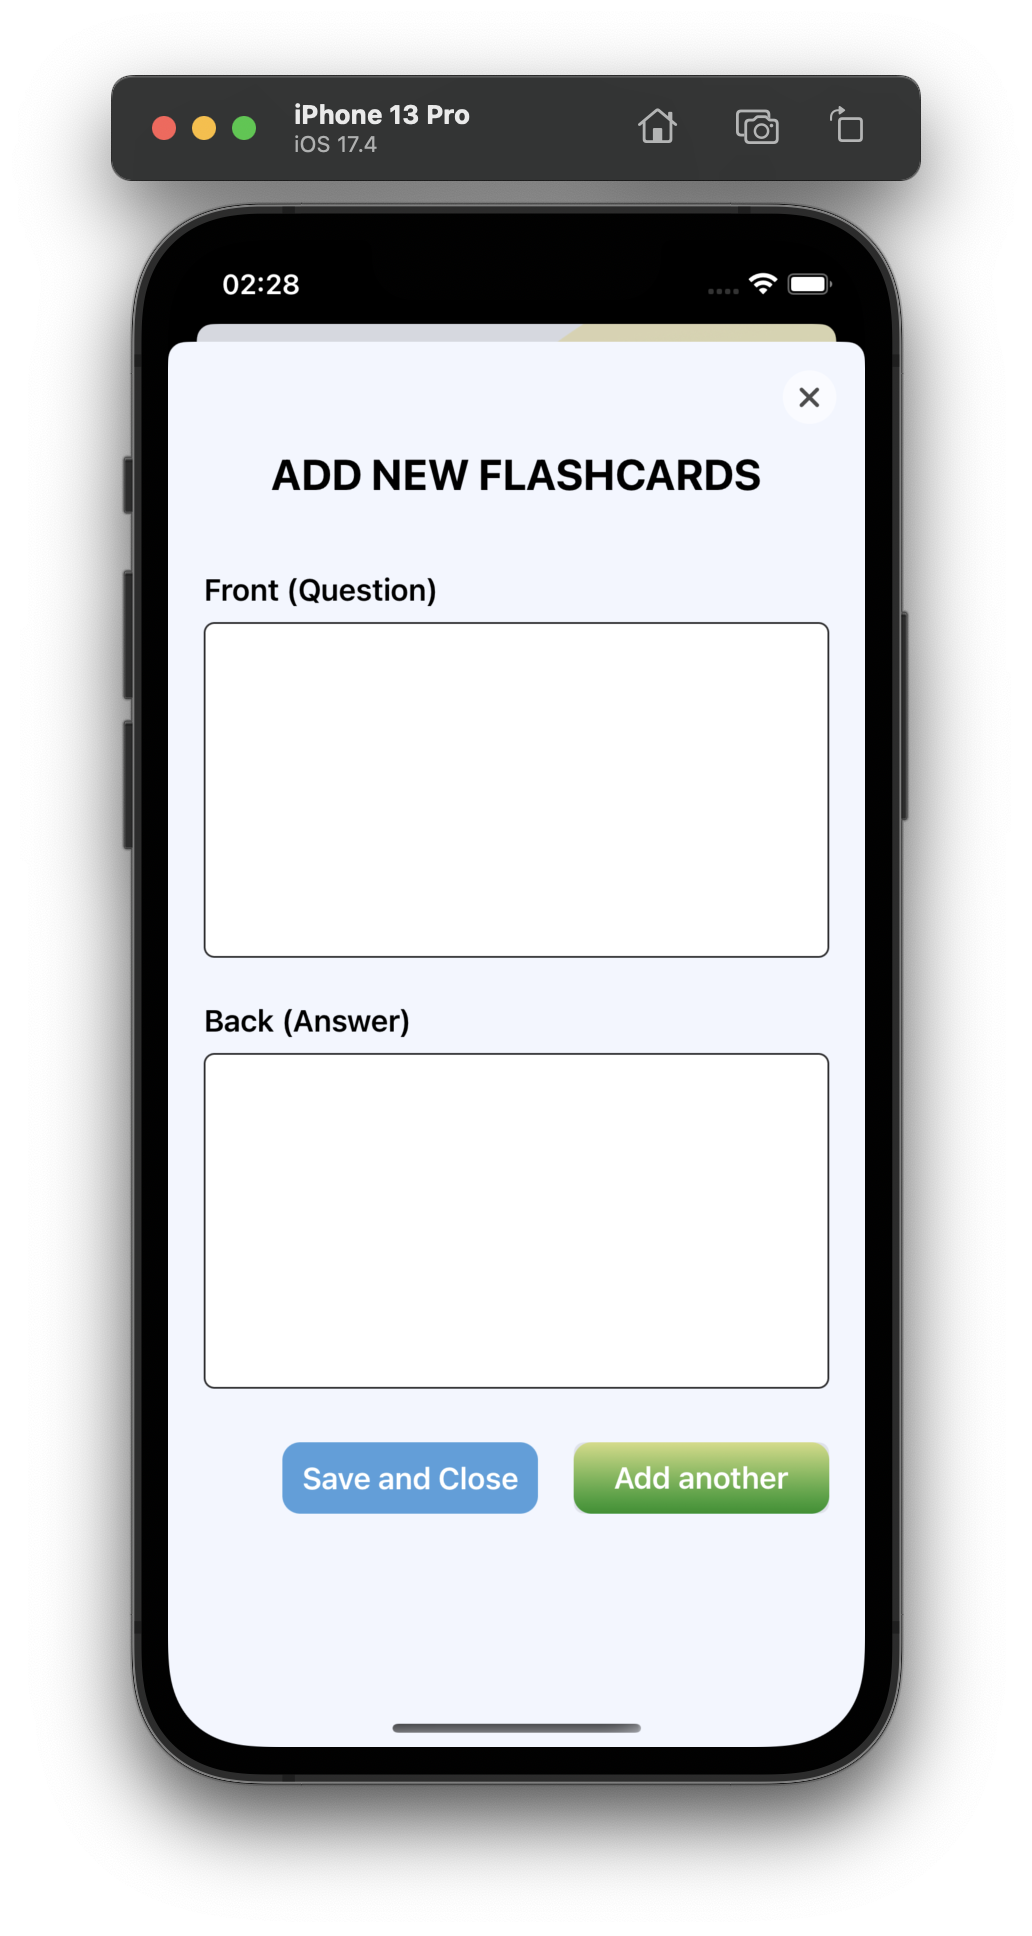 iPhone 13 Pro
iOS 17.4
02:28
ADD NEW FLASHCARDS
Front (Question)
Back (Answer)
Save and Close
Add another